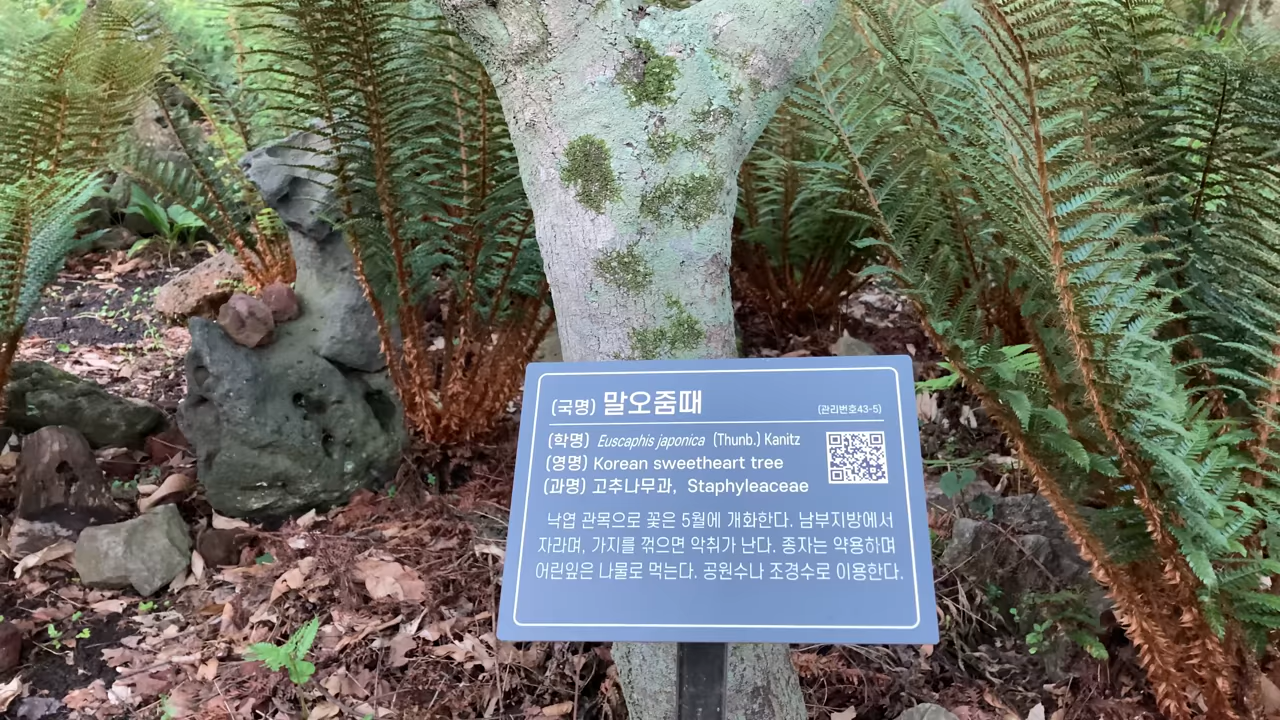 (국명) 말오줌때 (관리번호43-5)
(학명) Euscaphis japonica (Thunb.) Kanitz
(영명) Korean sweetheart tree
(과명) 고추나무과, Staphyleaceae
낙엽 관목으로 꽃은 5월에 개화한다. 남부지방에서
자라며, 가지를 꺾으면 악취가 난다. 종자는 약용하며
어린잎은 나물로 먹는다. 공원수나 조경수로 이용한다.